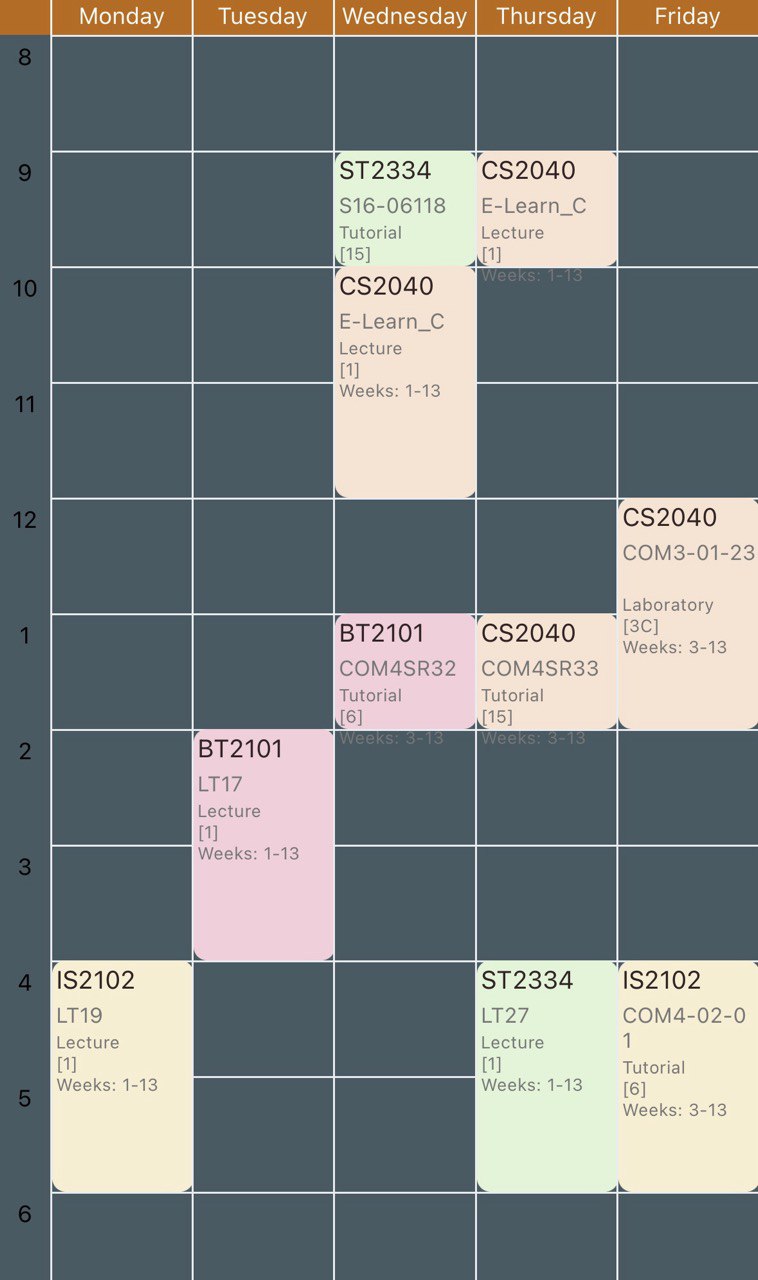 Monday Tuesday Wednesday Thursday Friday
8
9
ST2334
S16-06118
Tutorial
[15]
CS2040
E-Learn_C
Lecture
[1]
Weeks: 1-13
10
CS2040
E-Learn_C
Lecture
[1]
Weeks: 1-13
11
12
CS2040
COM3-01-23
Laboratory
[3C]
Weeks: 3-13
1
BT2101
COM4SR32
Tutorial
[6]
Weeks: 3-13
CS2040
COM4SR33
Tutorial
[15]
Weeks: 3-13
2
BT2101
LT17
Lecture
[1]
Weeks: 1-13
3
4
IS2102
LT19
Lecture
[1]
Weeks: 1-13
ST2334
LT27
Lecture
[1]
Weeks: 1-13
IS2102
COM4-02-0
1
Tutorial
[6]
Weeks: 3-13
5
6